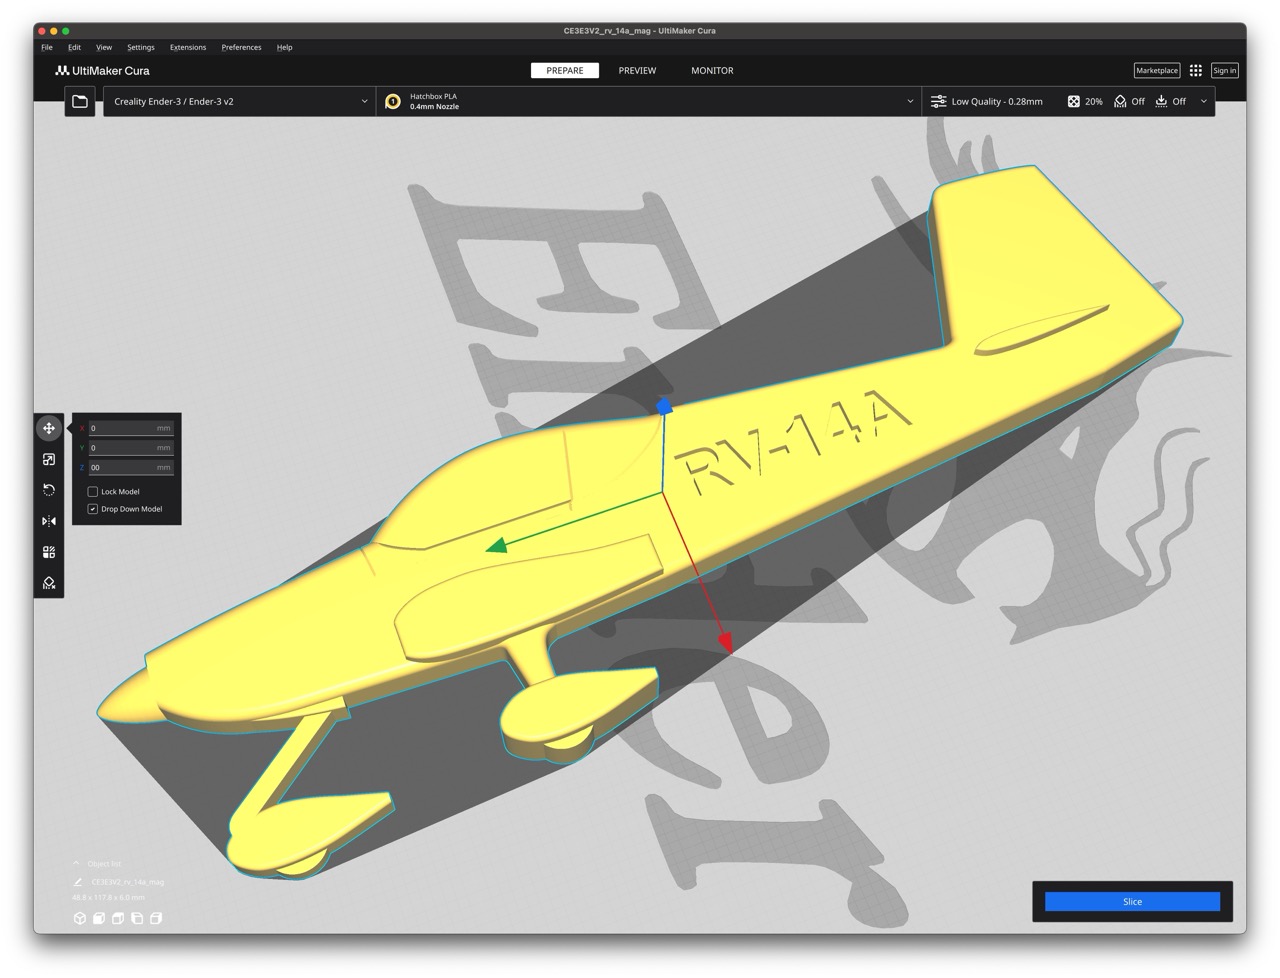 CE3E3V2_rv_14a_mag - UltiMaker Cura
File Edit View Settings Extensions Preferences Help
UltiMaker Cura
PREPARE PREVIEW MONITOR
Marketplace
Sign in
Creality Ender-3 / Ender-3 v2
1
Hatchbox PLA
0.4mm Nozzle
Low Quality - 0.28mm
20%
Off
Off
RV-14A
X 0 mm
Y 0 mm
Z 00 mm
Lock Model
Drop Down Model
Object list
CE3E3V2_rv_14a_mag
48.8 x 117.8 x 6.0 mm
Slice